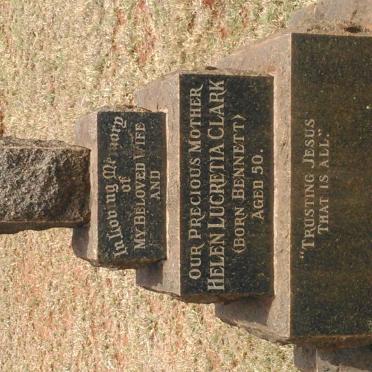 In Loving Memory
of
MY BELOVED WIFE
AND
OUR PRECIOUS MOTHER
HELEN LUCRETIA CLARK
(BORN BENNETT)
AGED 50.
"TRUSTING JESUS
THAT IS ALL."